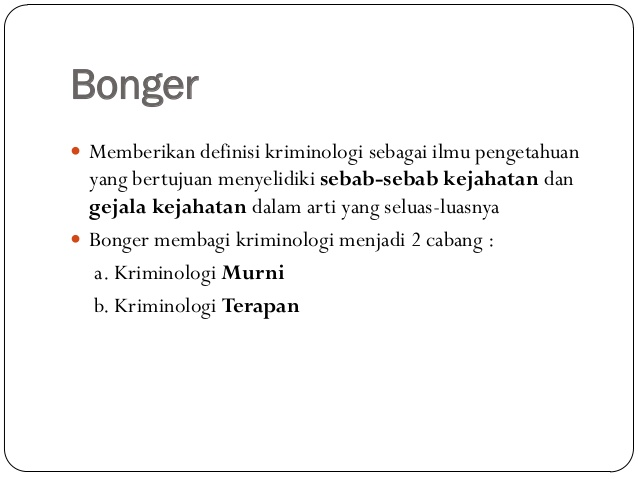 Bonger
• Memberikan definisi kriminologi sebagai ilmu pengetahuan
yang bertujuan menyelidiki sebab-sebab kejahatan dan
gejala kejahatan dalam arti yang seluas-luasnya
• Bonger membagi kriminologi menjadi 2 cabang :
a. Kriminologi Murni
b. Kriminologi Terapan